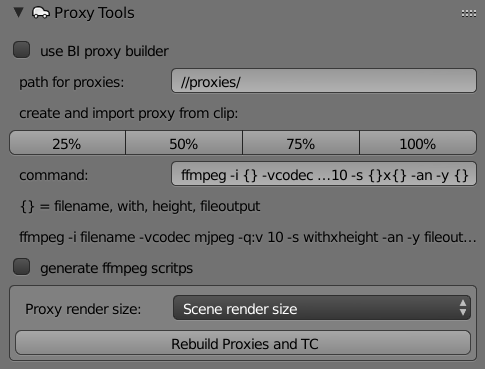 Proxy Tools
use BI proxy builder
path for proxies: //proxies/
create and import proxy from clip:
25% 50% 75% 100%
command: ffmpeg -i {} -vcodec ...10 -s {}x{} -an -y {}
{} = filename, with, height, fileoutput
ffmpeg -i filename -vcodec mjpeg -q:v 10 -s withxheight -an -y fileout...
generate ffmpeg scritps
Proxy render size: Scene render size
Rebuild Proxies and TC